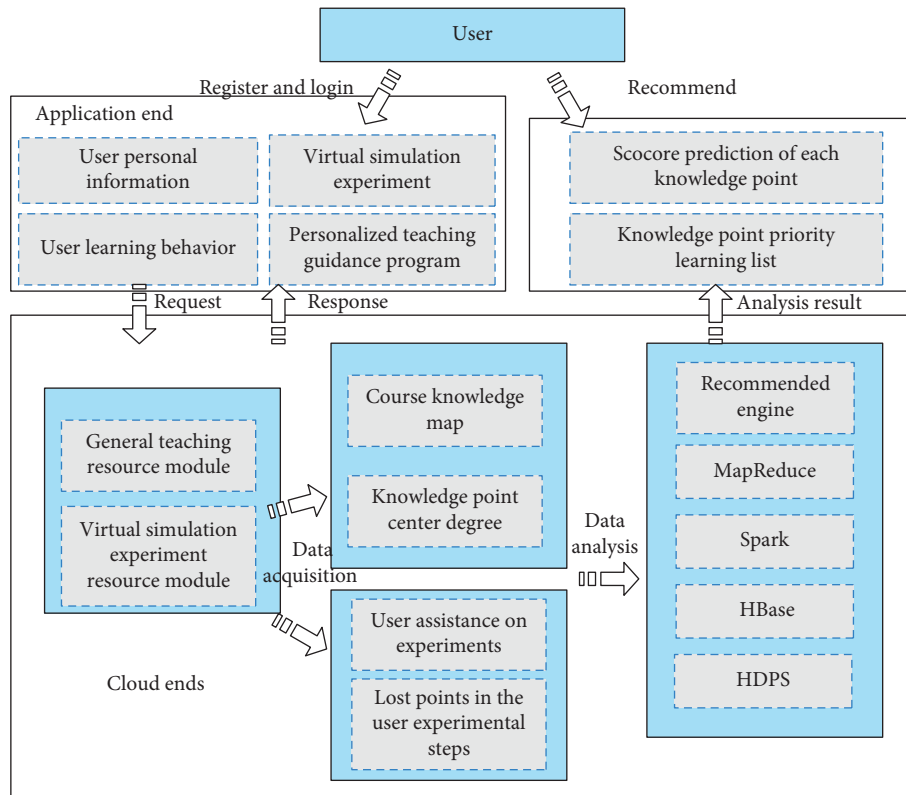 User
Register and login
Recommend
Application end
User personal
information
Virtual simulation
experiment
User learning behavior
Personalized teaching
guidance program
Scocore prediction of each
knowledge point
Knowledge point priority
learning list
Request
Response
Analysis result
General teaching
resource module
Virtual simulation
experiment
resource module
Data
acquisition
Course knowledge
map
Knowledge point
center degree
User assistance on
experiments
Lost points in the
user experimental
steps
Data
analysis
Recommended
engine
MapReduce
Spark
HBase
HDPS
Cloud ends